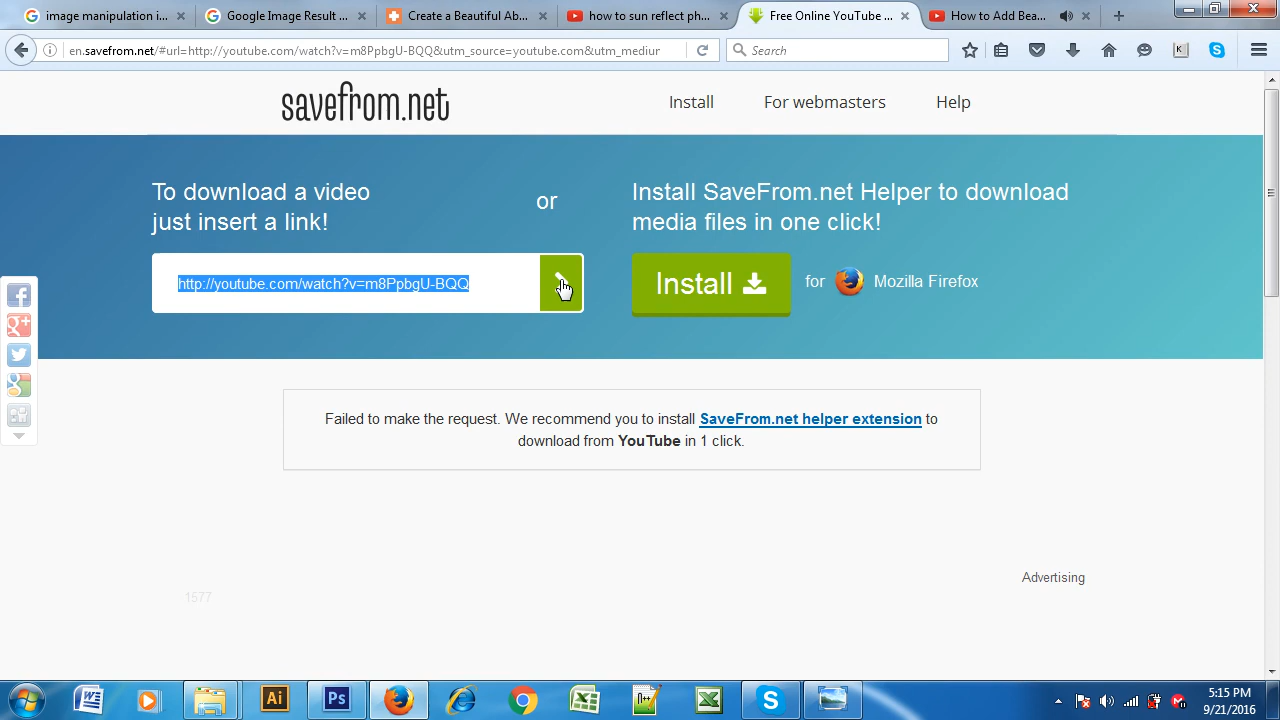 image manipulation i...
Google Image Result ...
Create a Beautiful Ab...
how to sun reflect ph...
Free Online YouTube ...
How to Add Bea...
en.savefrom.net/#url=http://youtube.com/watch?v=m8PpbgU-BQQ&utm_source=youtube.com&utm_mediur
Search
savefrom.net
Install
For webmasters
Help
To download a video
just insert a link!
or
Install SaveFrom.net Helper to download
media files in one click!
http://youtube.com/watch?v=m8PpbgU-BQQ
Install
for
Mozilla Firefox
Failed to make the request. We recommend you to install SaveFrom.net helper extension to
download from YouTube in 1 click.
Advertising
1577
Ai
Ps
5:15 PM
9/21/2016